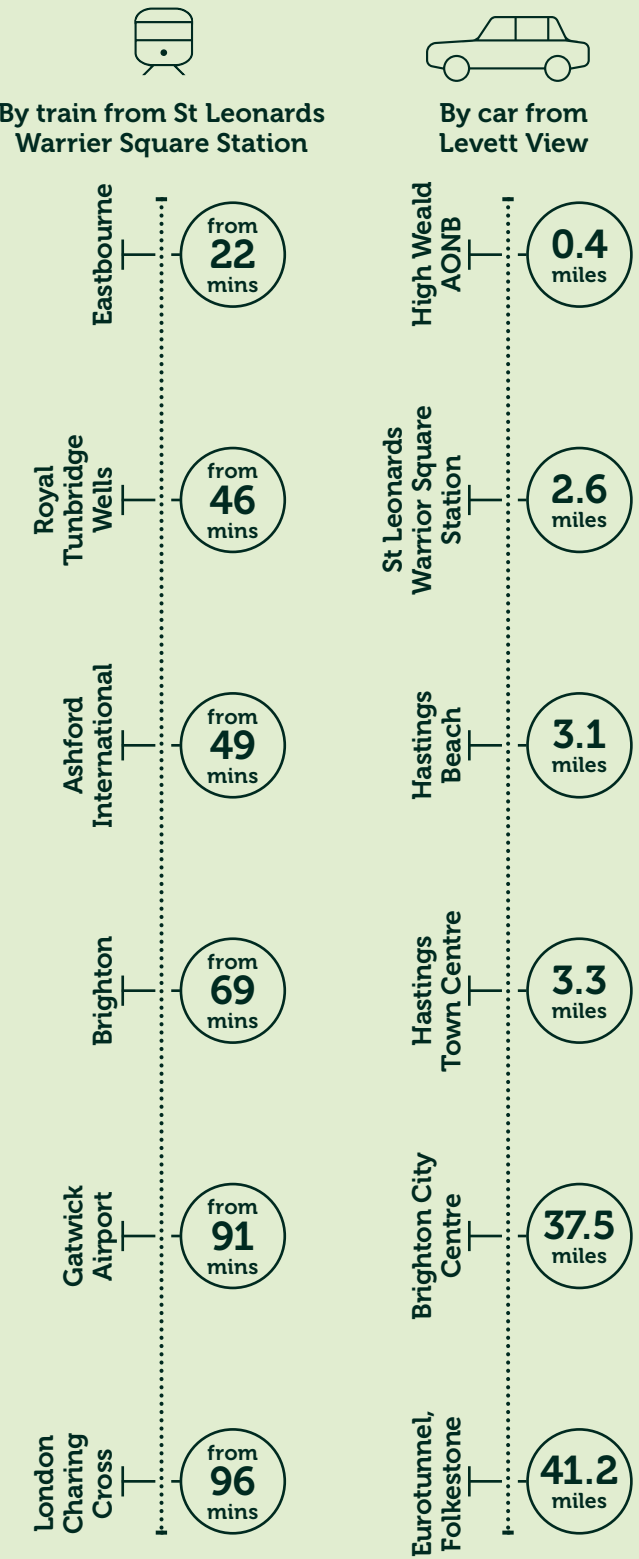 By train from St Leonards
Warrier Square Station
Eastbourne
from
22
mins
Royal
Tunbridge
Wells
from
46
mins
Ashford
International
from
49
mins
Brighton
from
69
mins
Gatwick
Airport
from
91
mins
London
Charing
Cross
from
96
mins
By car from
Levett View
High Weald
AONB
0.4
miles
St Leonards
Warrior Square
Station
2.6
miles
Hastings
Beach
3.1
miles
Hastings
Town Centre
3.3
miles
Brighton City
Centre
37.5
miles
Eurotunnel,
Folkestone
41.2
miles